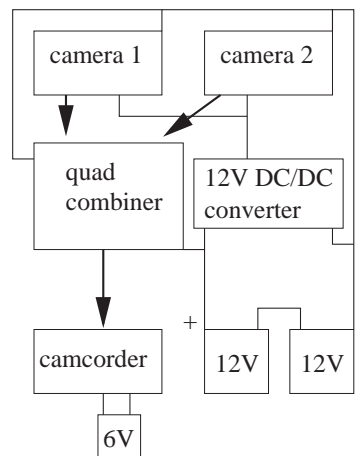 camera 1
camera 2
quad
combiner
12V DC/DC
converter
+
camcorder
12V
12V
6V